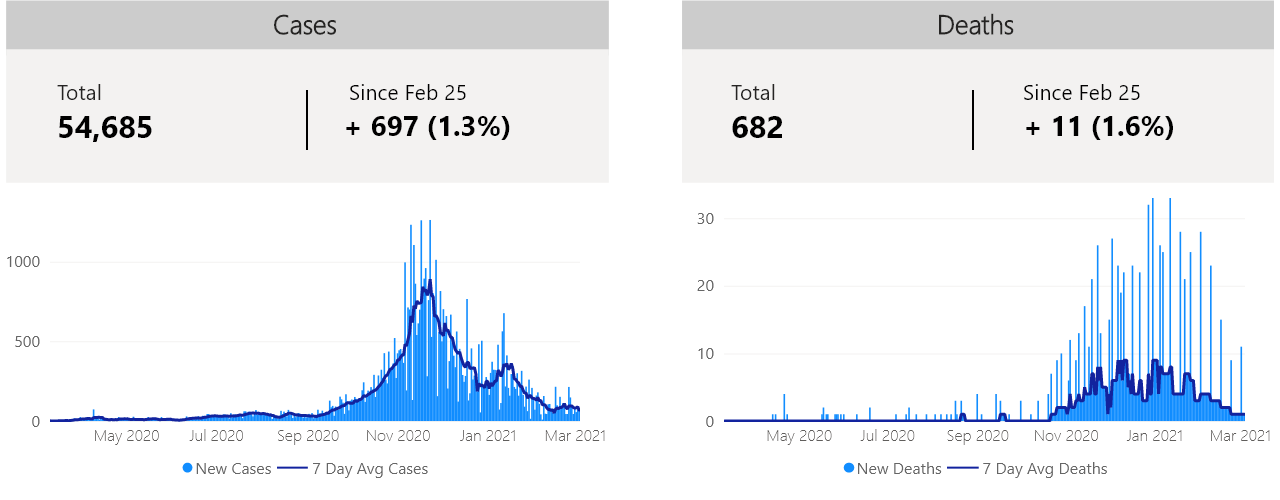 Cases
Total
54,685
Since Feb 25
+ 697 (1.3%)
1000
500
0
May 2020 Jul 2020 Sep 2020 Nov 2020 Jan 2021 Mar 2021
New Cases 7 Day Avg Cases
Deaths
Total
682
Since Feb 25
+ 11 (1.6%)
30
20
10
0
May 2020 Jul 2020 Sep 2020 Nov 2020 Jan 2021 Mar 2021
New Deaths 7 Day Avg Deaths